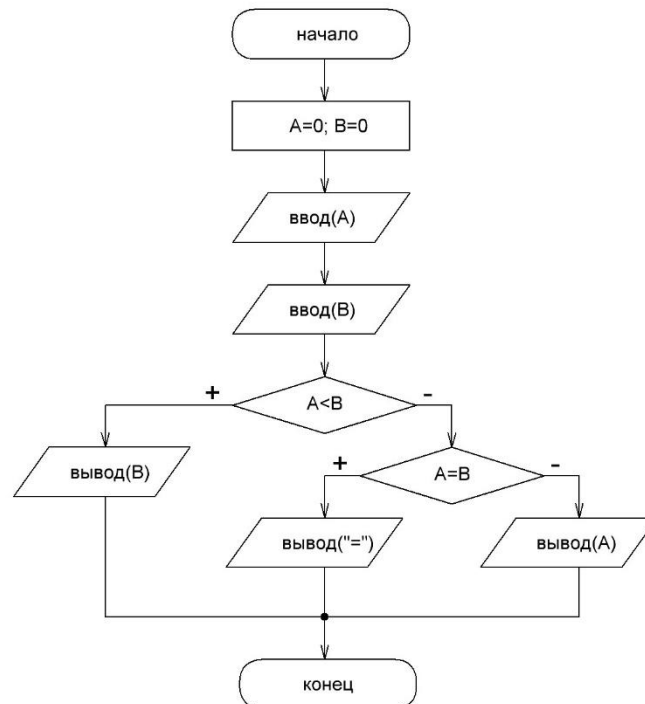 начало
A=0; B=0
ввод(A)
ввод(B)
+
A<B
-
вывод(B)
+
A=B
-
вывод("=")
вывод(A)
конец